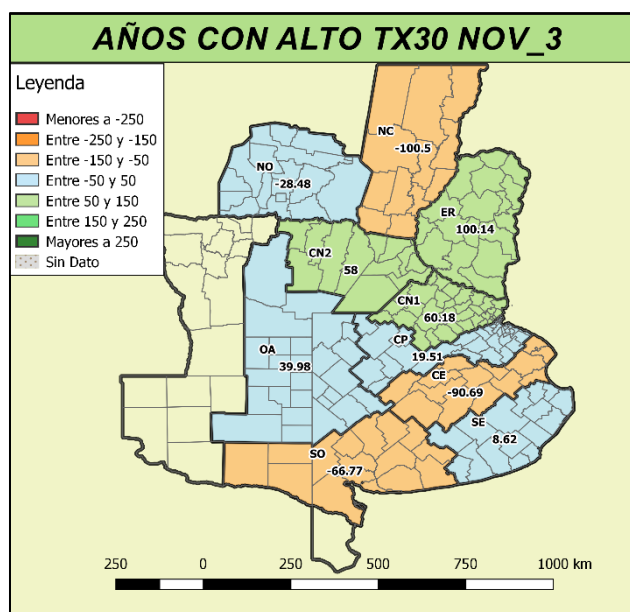 AÑOS CON ALTO TX30 NOV_3
Leyenda
Menores a -250
Entre -250 y -150
Entre -150 y -50
Entre -50 y 50
Entre 50 y 150
Entre 150 y 250
Mayores a 250
Sin Dato
NC
-100.5
NO
-28.48
ER
100.14
CN2
58
CN1
60.18
OA
39.98
CP
19.51
CE
-90.69
SE
8.62
SO
-66.77
250 0 250 500 750 1000 km